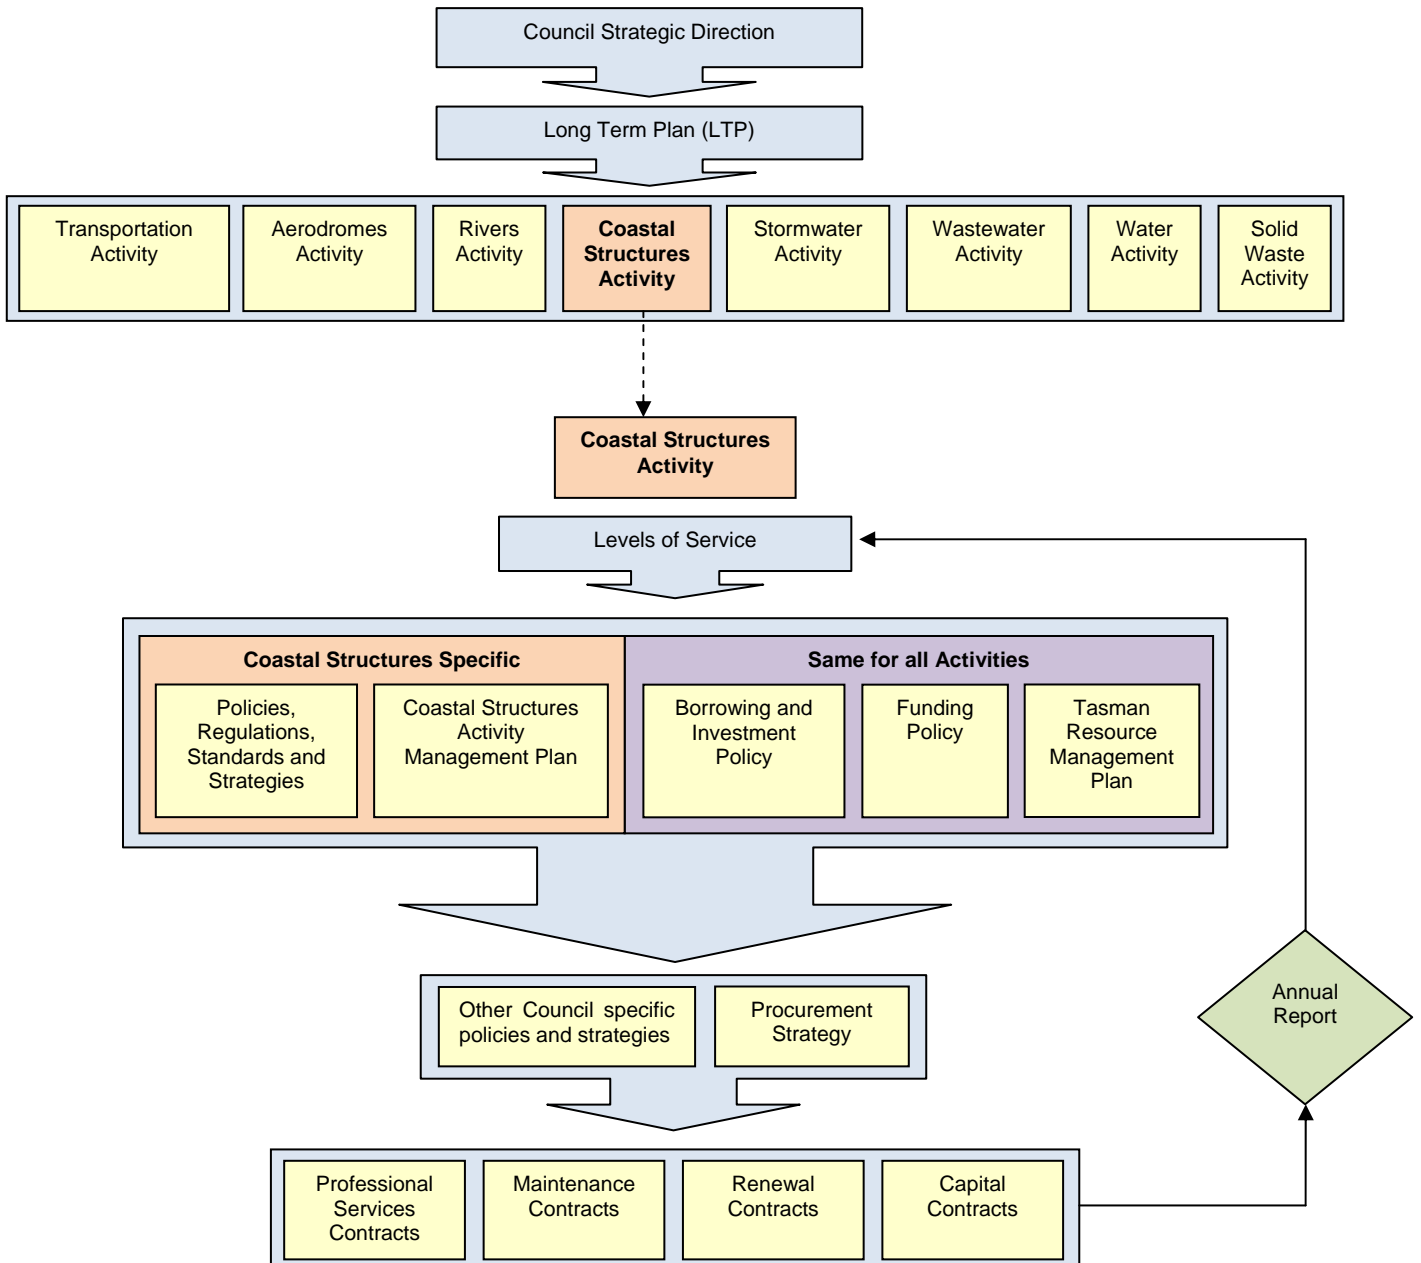 Council Strategic Direction
Long Term Plan (LTP)
Transportation
Activity
Aerodromes
Activity
Rivers
Activity
Coastal
Structures
Activity
Stormwater
Activity
Wastewater
Activity
Water
Activity
Solid
Waste
Activity
Coastal Structures
Activity
Levels of Service
Coastal Structures Specific
Same for all Activities
Policies,
Regulations,
Standards and
Strategies
Coastal Structures
Activity
Management Plan
Borrowing and
Investment
Policy
Funding
Policy
Tasman
Resource
Management
Plan
Other Council specific
policies and strategies
Procurement
Strategy
Annual
Report
Professional
Services
Contracts
Maintenance
Contracts
Renewal
Contracts
Capital
Contracts